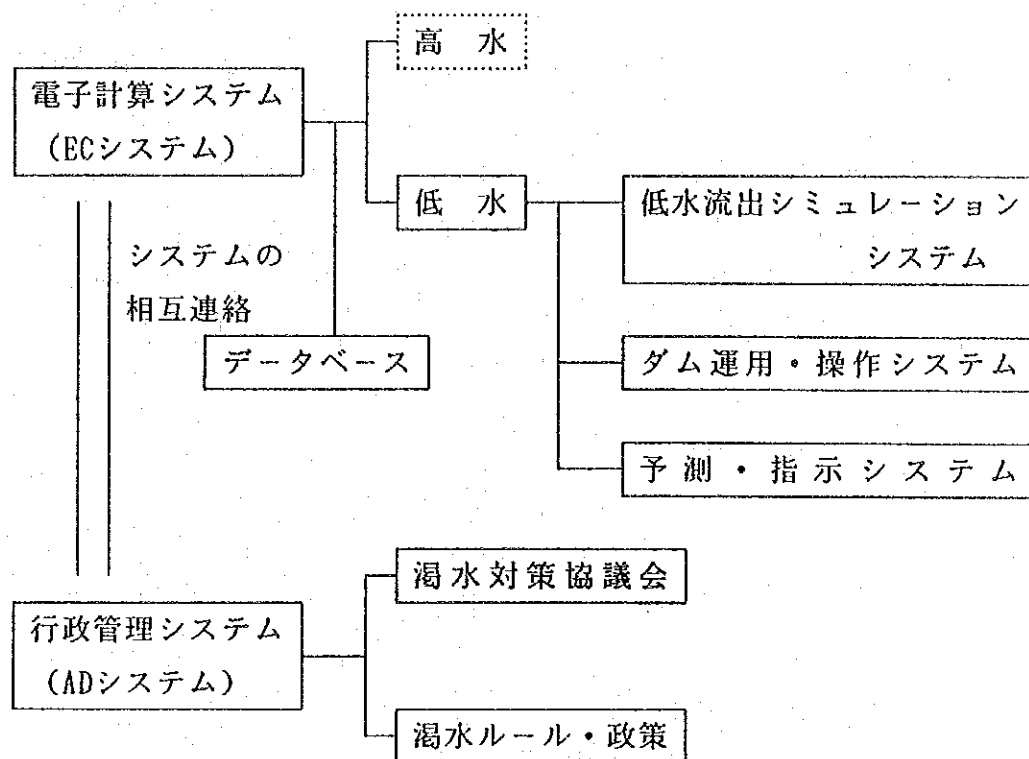 高 水
電子計算システム
(ECシステム)
低 水
低水流出シミュレーション
システム
システムの
相互連絡
データベース
ダム運用・操作システム
予測・指示システム
渇水対策協議会
行政管理システム
(ADシステム)
渇水ルール・政策